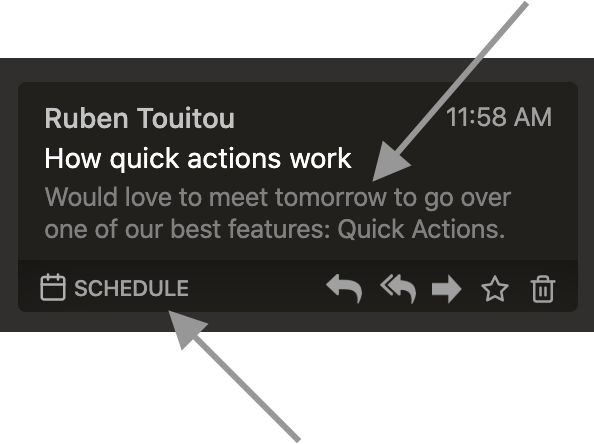 Ruben Touitou 11:58 AM
How quick actions work
Would love to meet tomorrow to go over
one of our best features: Quick Actions.
SCHEDULE